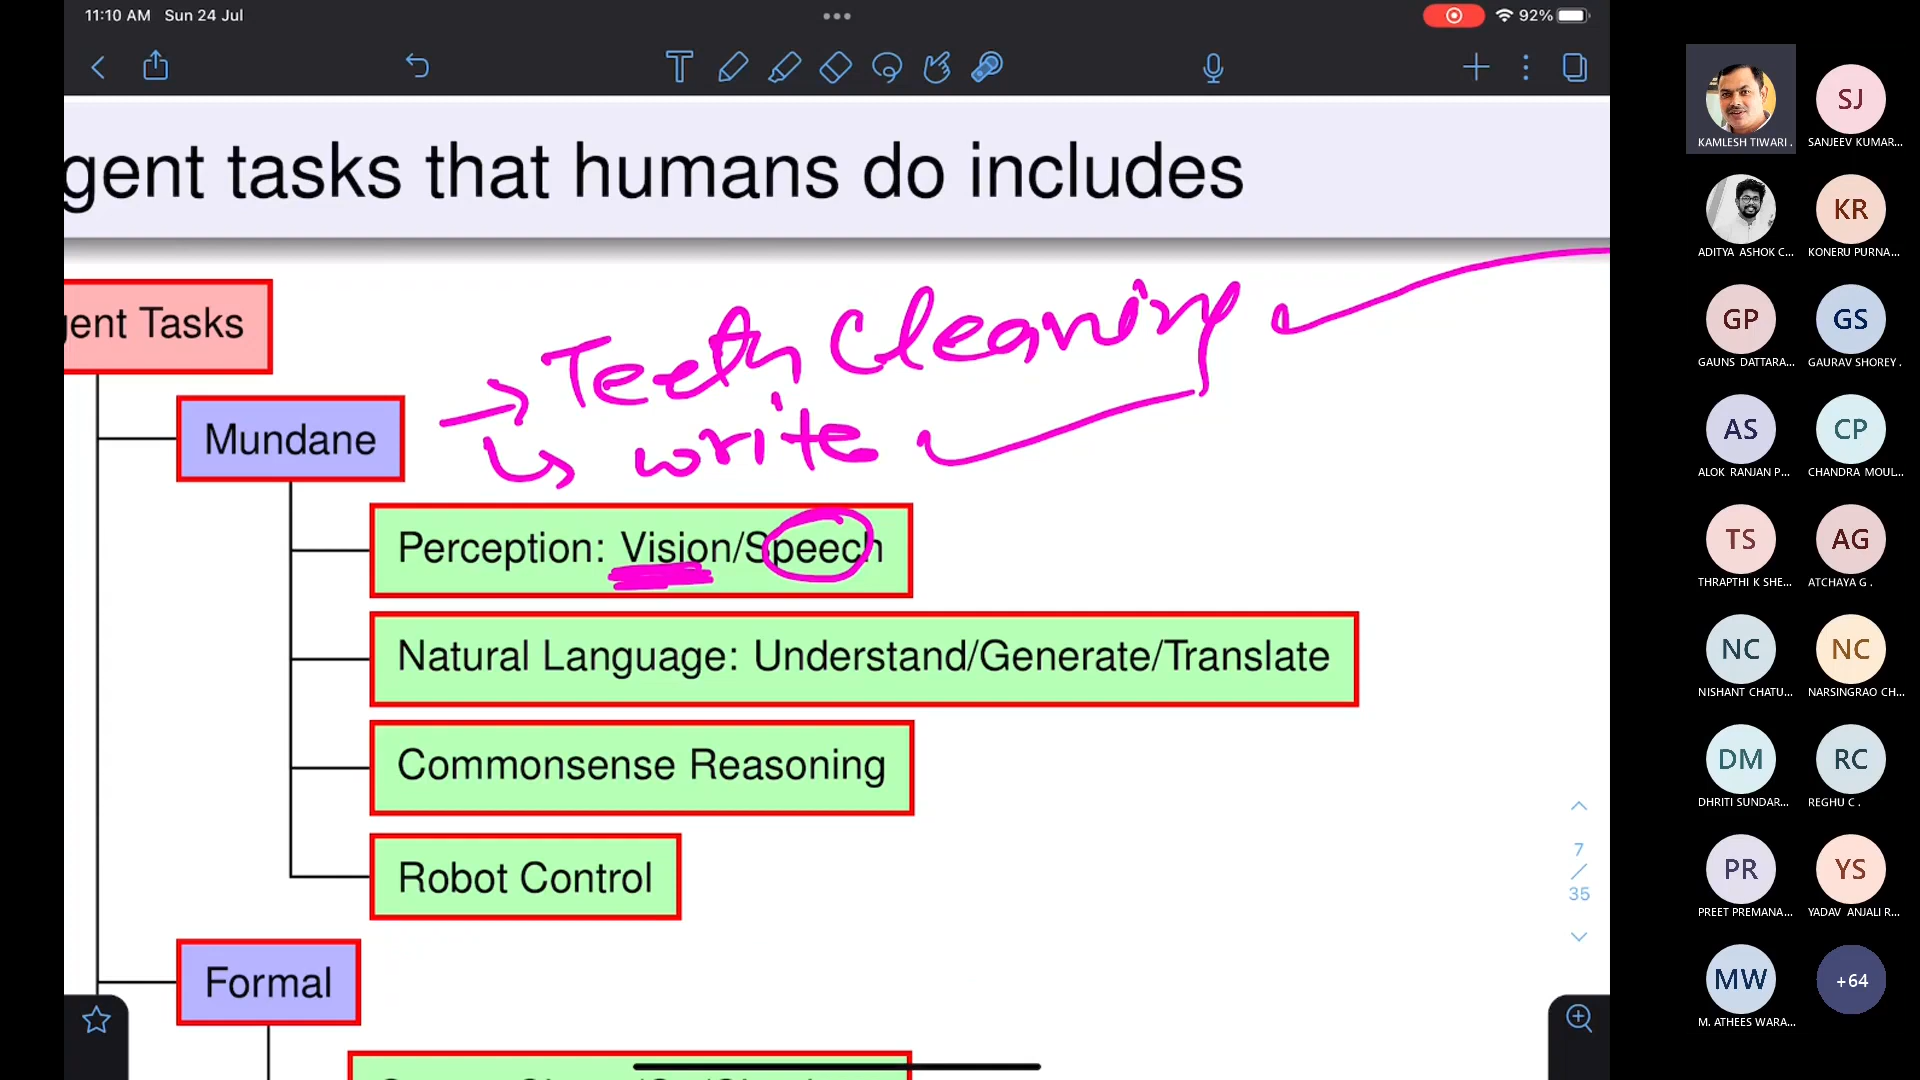 11:10 AM Sun 24 Jul
92%
gent tasks that humans do includes
gent Tasks
Teeth Cleaning
Mundane
write
Perception: Vision/Speech
Natural Language: Understand/Generate/Translate
Commonsense Reasoning
Robot Control
Formal
7
/
35
KAMLESH TIWARI .
SJ
SANJEEV KUMAR...
ADITYA ASHOK C...
KR
KONERU PURNA...
GP
GAUNS DATTARA...
GS
GAURAV SHOREY .
AS
ALOK RANJAN P...
CP
CHANDRA MOUL...
TS
THRAPTHI K SHE...
AG
ATCHAYA G .
NC
NISHANT CHATU...
NC
NARSINGRAO CH...
DM
DHRITI SUNDAR...
RC
REGHU C .
PR
PREET PREMANA...
YS
YADAV ANJALI R...
MW
M. ATHEES WARA...
+64